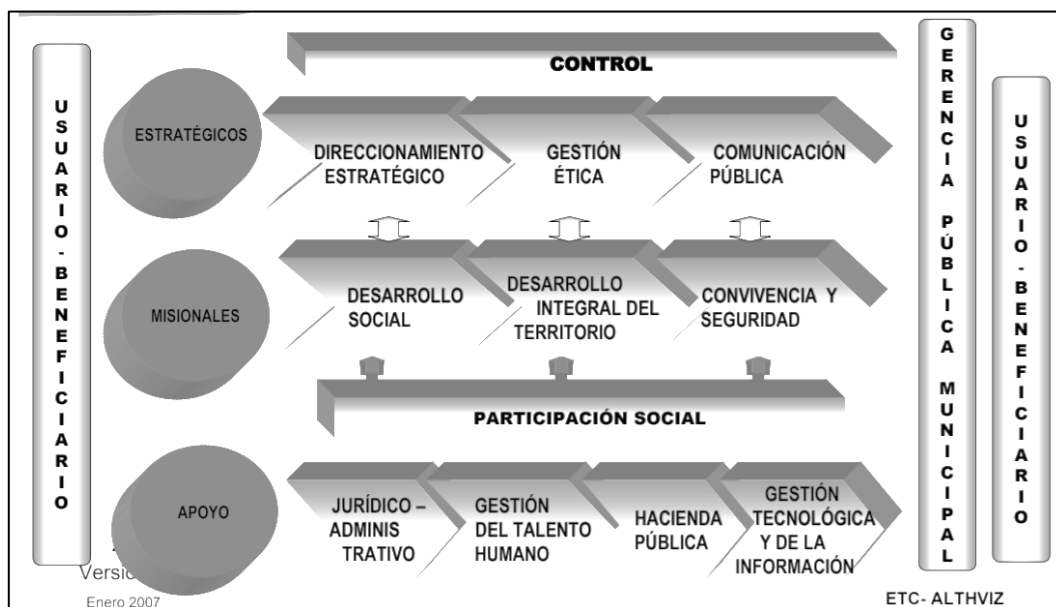 USUARIO-BENEFICIARIO
ESTRATÉGICOS
CONTROL
DIRECCIONAMIENTO
ESTRATÉGICO
GESTIÓN
ÉTICA
COMUNICACIÓN
PÚBLICA
MISIONALES
DESARROLLO
SOCIAL
DESARROLLO
INTEGRAL DEL
TERRITORIO
CONVIVENCIA Y
SEGURIDAD
PARTICIPACIÓN SOCIAL
APOYO
JURÍDICO –
ADMINIS
TRATIVO
GESTIÓN
DEL TALENTO
HUMANO
HACIENDA
PÚBLICA
GESTIÓN
TECNOLÓGICA
Y DE LA
INFORMACIÓN
GERENCIA PÚBLICA MUNICIPAL
USUARIO-BENEFICIARIO
Enero 2007
ETC- ALTHVIZ